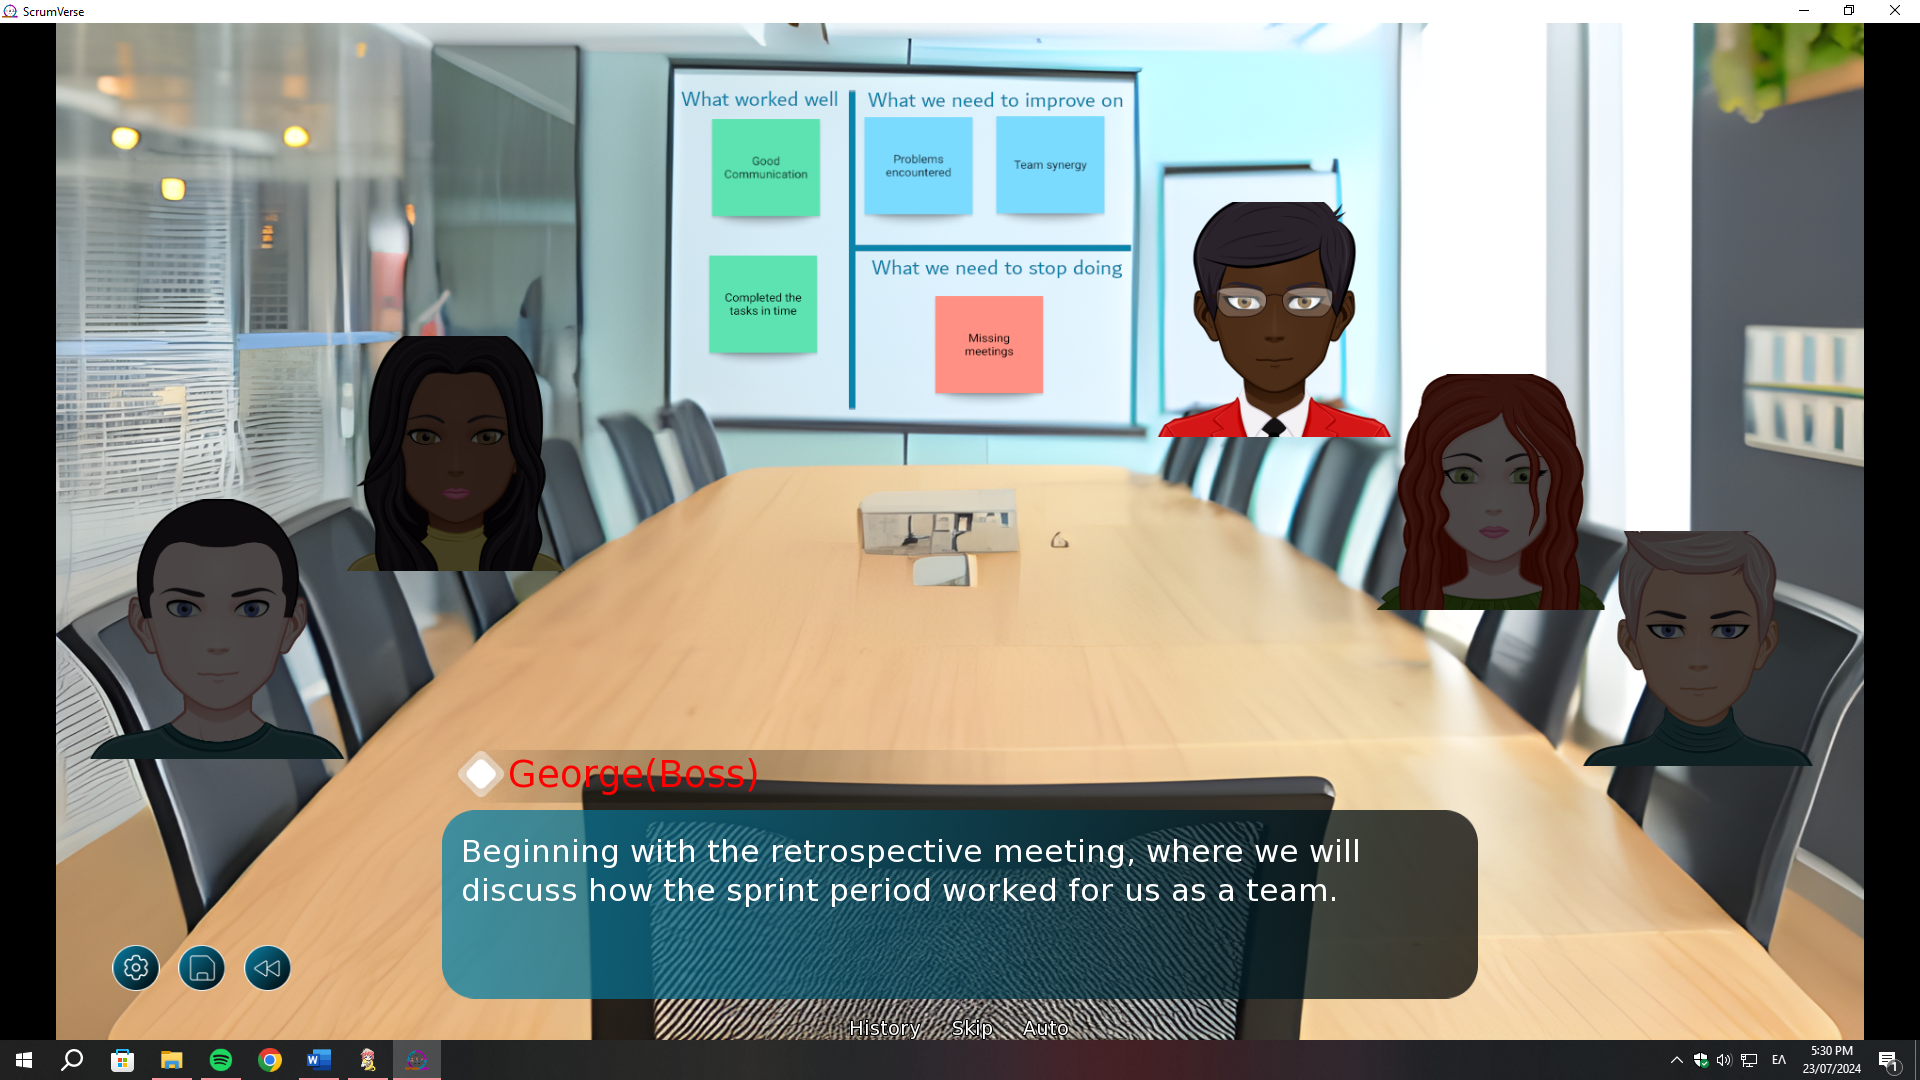 ScrumVerse
What worked well
What we need to improve on
Good
Communication
Problems
encountered
Team synergy
Completed the
tasks in time
What we need to stop doing
Missing
meetings
George(Boss)
Beginning with the retrospective meeting, where we will
discuss how the sprint period worked for us as a team.
History Skip Auto
ΕΛ
5:30 PM
23/07/2024
1